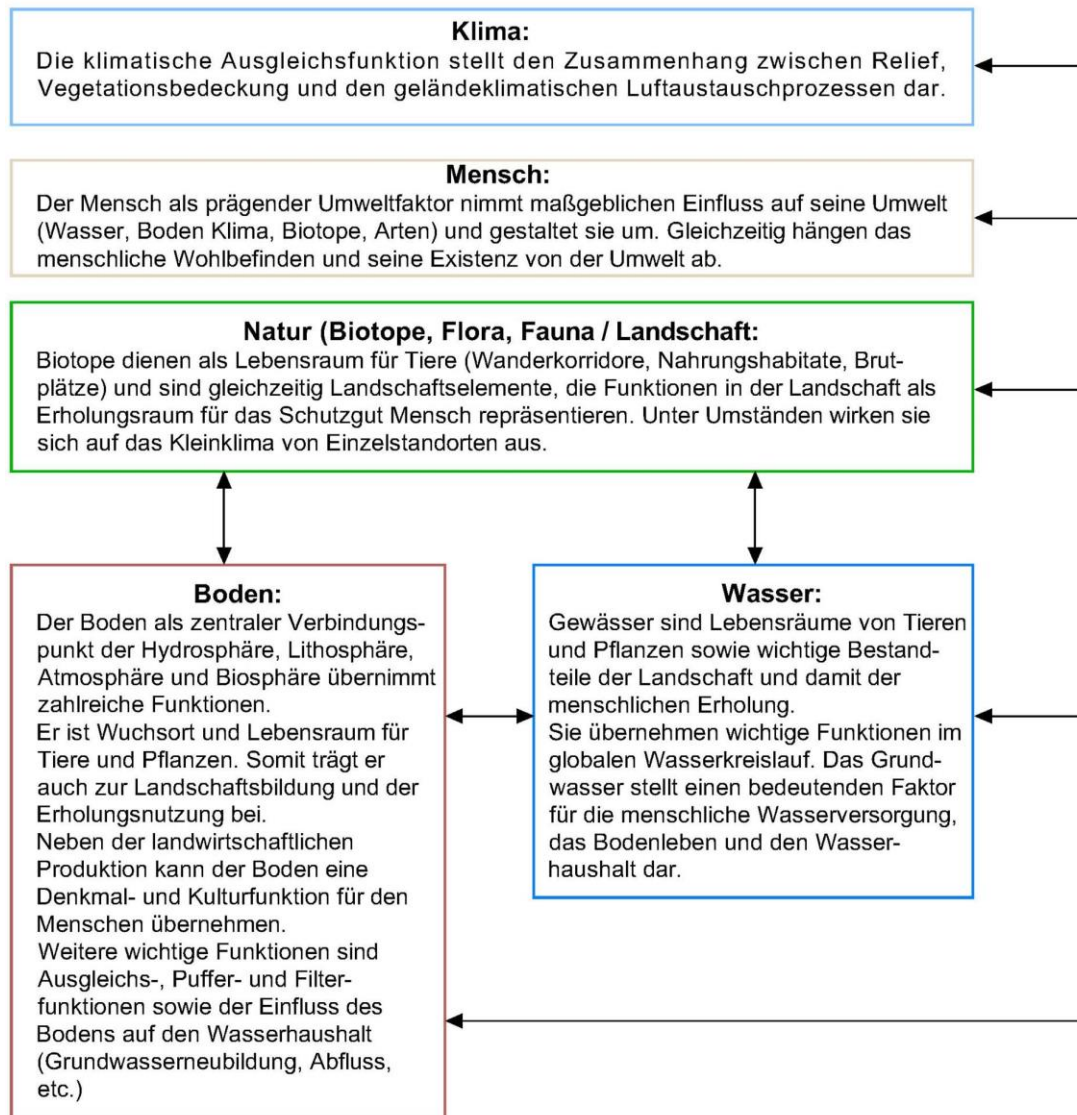 Klima:
Die klimatische Ausgleichsfunktion stellt den Zusammenhang zwischen Relief,
Vegetationsbedeckung und den geländeklimatischen Luftaustauschprozessen dar.
Mensch:
Der Mensch als prägender Umweltfaktor nimmt maßgeblichen Einfluss auf seine Umwelt
(Wasser, Boden Klima, Biotope, Arten) und gestaltet sie um. Gleichzeitig hängen das
menschliche Wohlbefinden und seine Existenz von der Umwelt ab.
Natur (Biotope, Flora, Fauna / Landschaft:
Biotope dienen als Lebensraum für Tiere (Wanderkorridore, Nahrungshabitate, Brut-
plätze) und sind gleichzeitig Landschaftselemente, die Funktionen in der Landschaft als
Erholungsraum für das Schutzgut Mensch repräsentieren. Unter Umständen wirken sie
sich auf das Kleinklima von Einzelstandorten aus.
Boden:
Der Boden als zentraler Verbindungs-
punkt der Hydrosphäre, Lithosphäre,
Atmosphäre und Biosphäre übernimmt
zahlreiche Funktionen.
Er ist Wuchsort und Lebensraum für
Tiere und Pflanzen. Somit trägt er
auch zur Landschaftsbildung und der
Erholungsnutzung bei.
Neben der landwirtschaftlichen
Produktion kann der Boden eine
Denkmal- und Kulturfunktion für den
Menschen übernehmen.
Weitere wichtige Funktionen sind
Ausgleichs-, Puffer- und Filter-
funktionen sowie der Einfluss des
Bodens auf den Wasserhaushalt
(Grundwasserneubildung, Abfluss,
etc.)
Wasser:
Gewässer sind Lebensräume von Tieren
und Pflanzen sowie wichtige Bestand-
teile der Landschaft und damit der
menschlichen Erholung.
Sie übernehmen wichtige Funktionen im
globalen Wasserkreislauf. Das Grund-
wasser stellt einen bedeutenden Faktor
für die menschliche Wasserversorgung,
das Bodenleben und den Wasser-
haushalt dar.